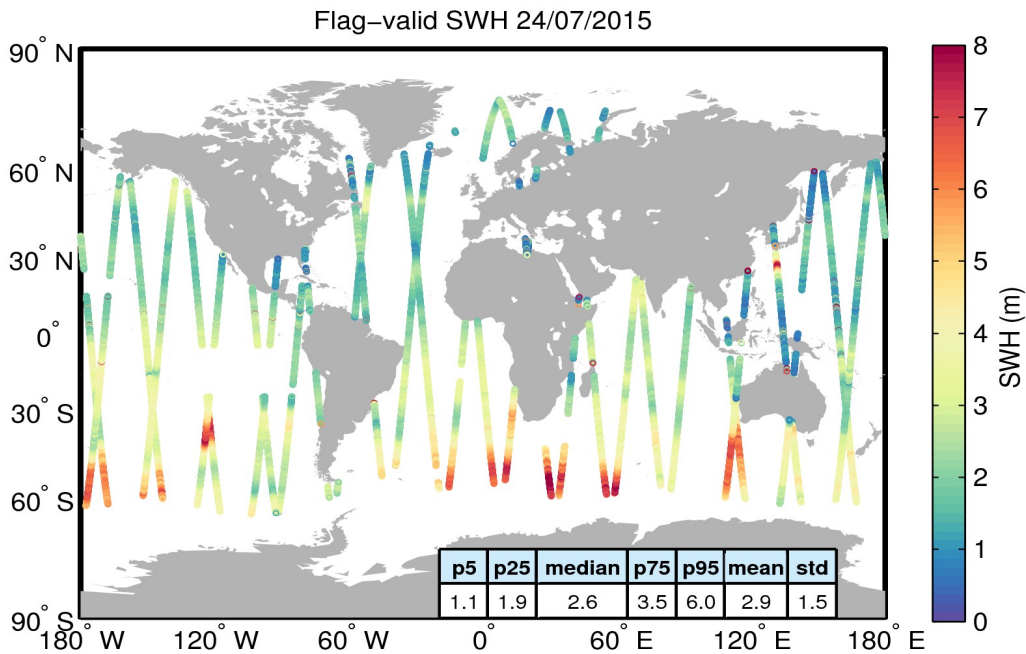 Flag−valid SWH 24/07/2015
90° N
60° N
30° N
0°
30° S
60° S
90° S
180° W 120° W 60° W 0° 60° E 120° E 180° E
p5 p25 median p75 p95 mean std
1.1 1.9 2.6 3.5 6.0 2.9 1.5
8
7
6
5
4
3
2
1
0
SWH (m)